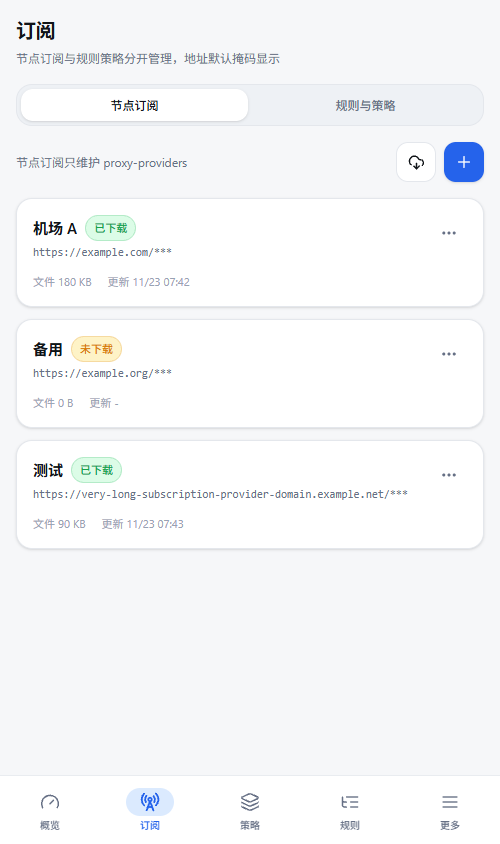 订阅
节点订阅与规则策略分开管理，地址默认掩码显示
节点订阅 规则与策略
节点订阅只维护 proxy-providers
机场 A 已下载
https://example.com/***
文件 180 KB 更新 11/23 07:42
备用 未下载
https://example.org/***
文件 0 B 更新 -
测试 已下载
https://very-long-subscription-provider-domain.example.net/***
文件 90 KB 更新 11/23 07:43
概览 订阅 策略 规则 更多